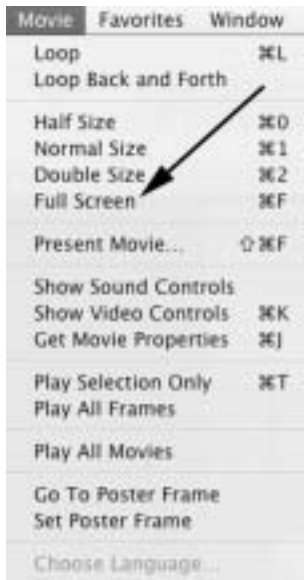 Movie Favorites Window
Loop ⌘L
Loop Back and Forth
Half Size ⌘0
Normal Size ⌘1
Double Size ⌘2
Full Screen ⌘F
Present Movie... ⇧⌘F
Show Sound Controls
Show Video Controls ⌘K
Get Movie Properties ⌘J
Play Selection Only ⌘T
Play All Frames
Play All Movies
Go To Poster Frame
Set Poster Frame
Choose Language...